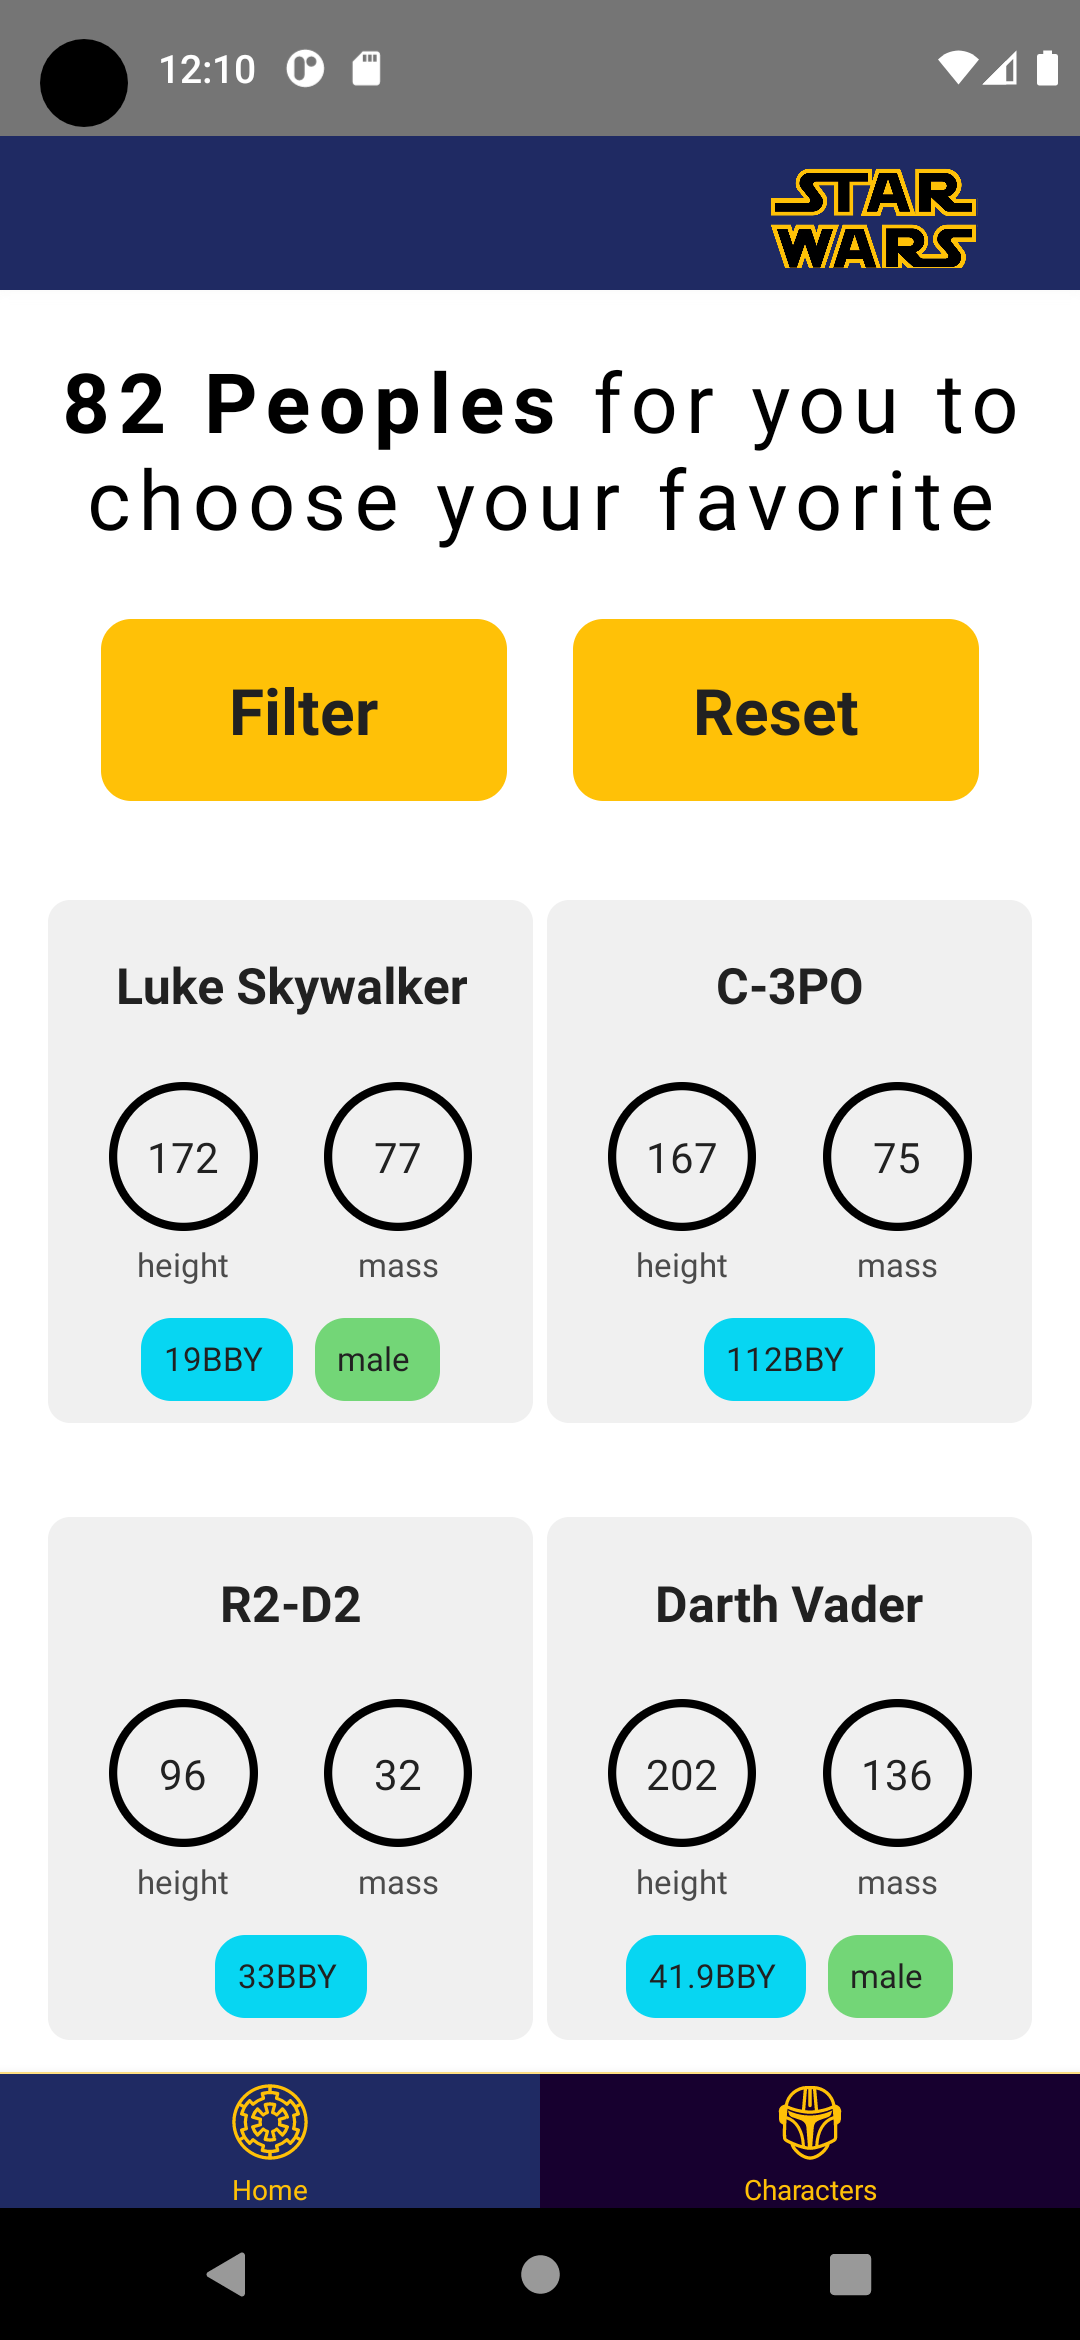 12:10
STAR
WARS
82 Peoples for you to
choose your favorite
Filter
Reset
Luke Skywalker
172
77
height
mass
19BBY
male
C-3PO
167
75
height
mass
112BBY
R2-D2
96
32
height
mass
33BBY
Darth Vader
202
136
height
mass
41.9BBY
male
Home
Characters